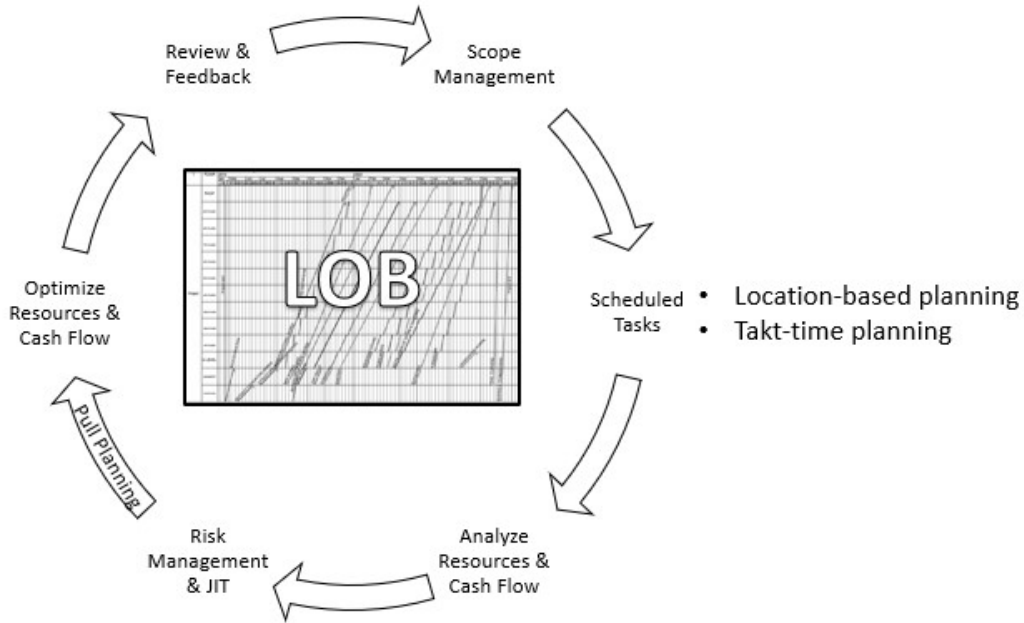 Review &
Feedback
Scope
Management
LOB
Optimize
Resources &
Cash Flow
Scheduled
Tasks
• Location-based planning
• Takt-time planning
Pull Planning
Risk
Management
& JIT
Analyze
Resources &
Cash Flow